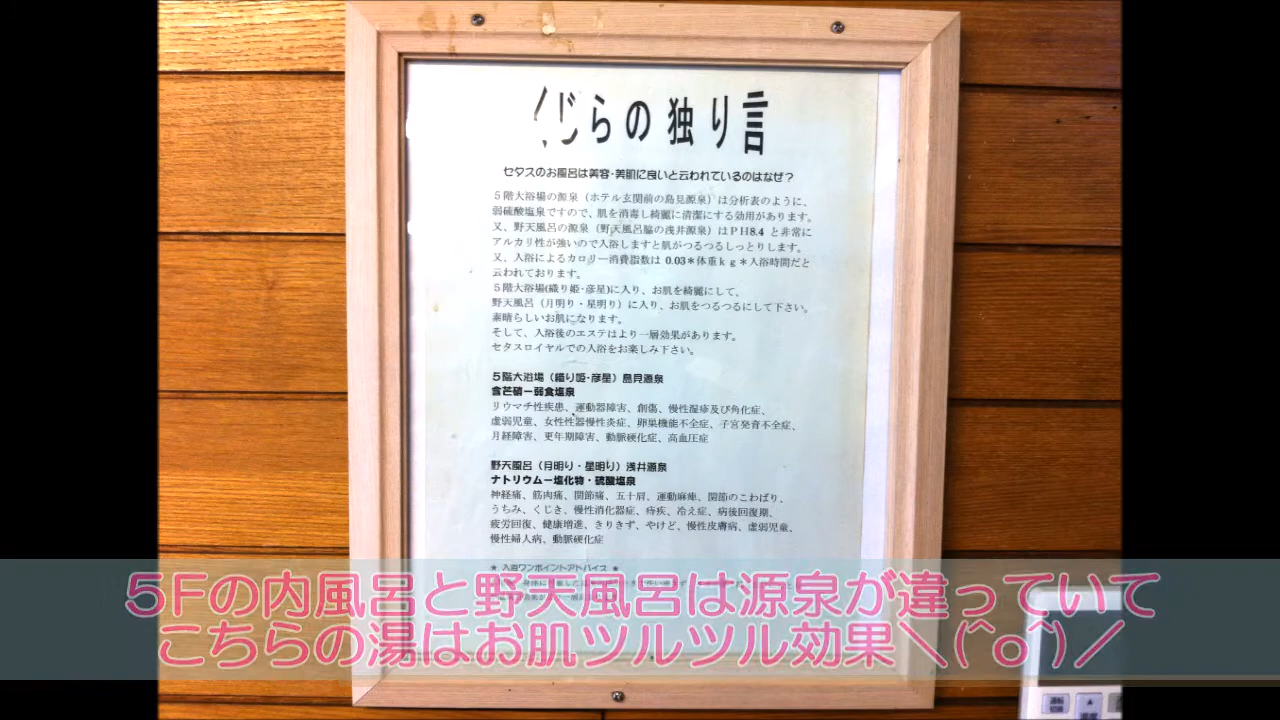 くじらの独り言
セタスのお風呂は美容・美肌に良いと云われているのはなぜ？
５階大浴場の源泉（ホテル玄関前の島見源泉）は分析表のように、
弱硫酸塩泉ですので、肌を消毒し綺麗に清潔にする効用があります。
又、野天風呂の源泉（野天風呂脇の浅井源泉）はＰＨ8.4 と非常に
アルカリ性が強いので入浴しますと肌がつるつるしっとりします。
又、入浴によるカロリー消費指数は 0.03＊体重ｋｇ＊入浴時間だと
云われております。
５階大浴場(織り姫・彦星)に入り、お肌を綺麗にして、
野天風呂（月明り・星明り）に入り、お肌をつるつるにして下さい。
素晴らしいお肌になります。
そして、入浴後のエステはより一層効果があります。
セタスロイヤルでの入浴をお楽しみ下さい。
５階大浴場（織り姫・彦星）島見源泉
含芒硝ー弱食塩泉
リウマチ性疾患、運動器障害、創傷、慢性湿疹及び角化症、
虚弱児童、女性性器慢性炎症、卵巣機能不全症、子宮発育不全症、
月経障害、更年期障害、動脈硬化症、高血圧症
野天風呂（月明り・星明り）浅井源泉
ナトリウムー塩化物・硫酸塩泉
神経痛、筋肉痛、関節痛、五十肩、運動麻痺、関節のこわばり、
うちみ、くじき、慢性消化器症、痔疾、冷え症、病後回復期、
疲労回復、健康増進、きりきず、やけど、慢性皮膚病、虚弱児童、
慢性婦人病、動脈硬化症
★ 入浴ワンポイントアドバイス ★
５Fの内風呂と野天風呂は源泉が違っていて
こちらの湯はお肌ツルツル効果＼(^o^)／
運転
切換